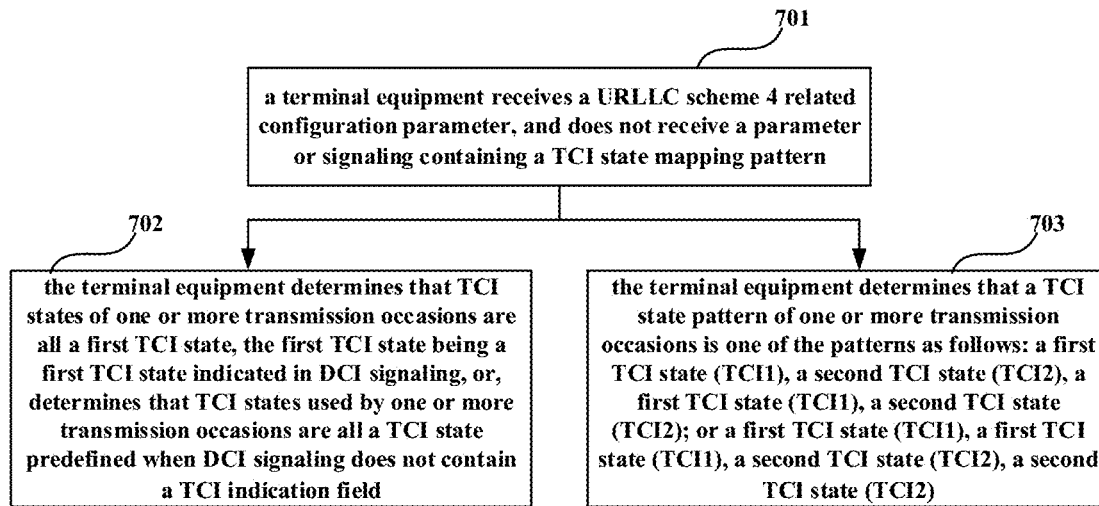 701
a terminal equipment receives a URLLC scheme 4 related
configuration parameter, and does not receive a parameter
or signaling containing a TCI state mapping pattern
702
the terminal equipment determines that TCI
states of one or more transmission occasions are
all a first TCI state, the first TCI state being a
first TCI state indicated in DCI signaling, or,
determines that TCI states used by one or more
transmission occasions are all a TCI state
predefined when DCI signaling does not contain
a TCI indication field
703
the terminal equipment determines that a TCI
state pattern of one or more transmission
occasions is one of the patterns as follows: a first
TCI state (TCI1), a second TCI state (TCI2), a
first TCI state (TCI1), a second TCI state
(TCI2); or a first TCI state (TCI1), a first TCI
state (TCI1), a second TCI state (TCI2), a second
TCI state (TCI2)